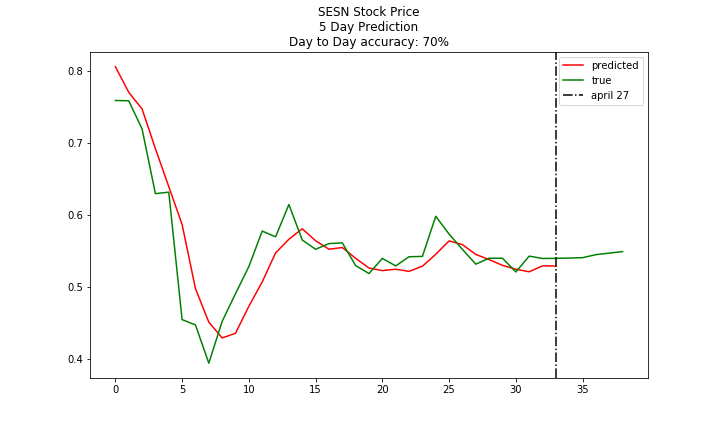 SESN Stock Price
5 Day Prediction
Day to Day accuracy: 70%
predicted
true
april 27
0.8
0.7
0.6
0.5
0.4
0 5 10 15 20 25 30 35